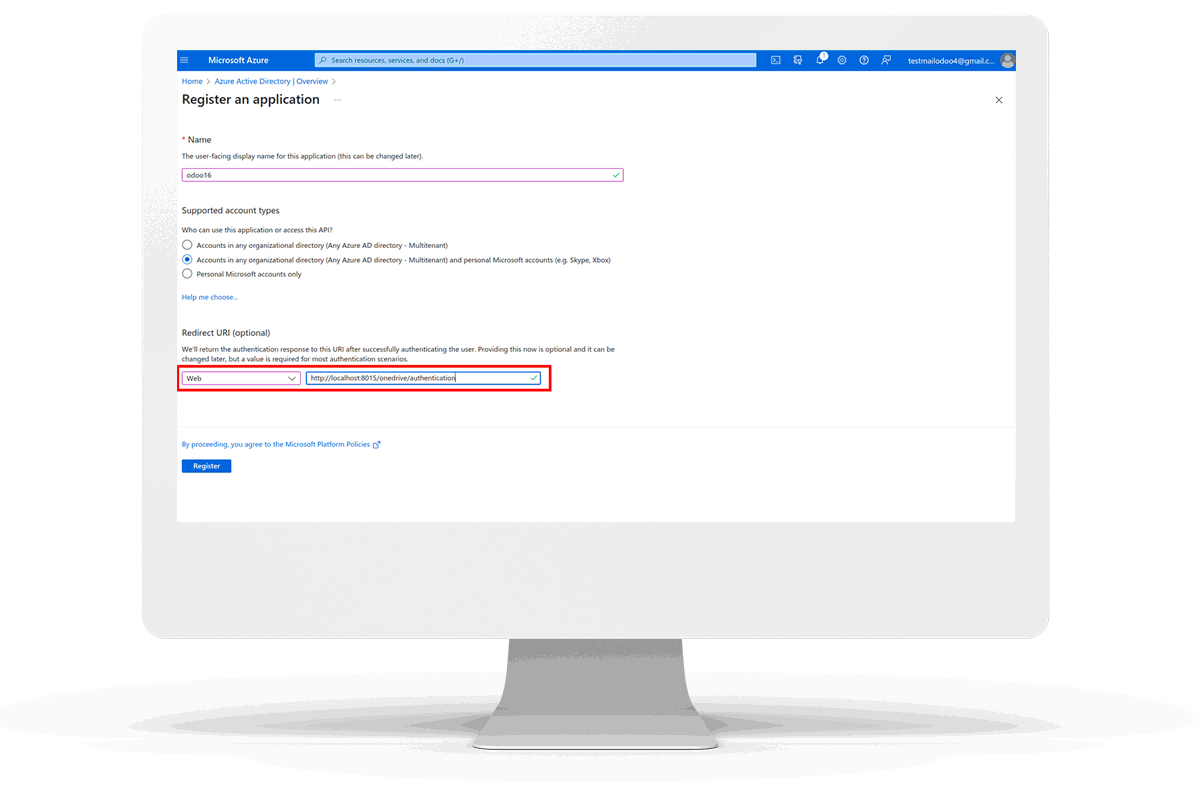 Microsoft Azure
Search resources, services, and docs (G+/)
1
testmailodoo4@gmail.c...
Home > Azure Active Directory | Overview >
Register an application ...
* Name
The user-facing display name for this application (this can be changed later).
odoo16
Supported account types
Who can use this application or access this API?
Accounts in any organizational directory (Any Azure AD directory - Multitenant)
Accounts in any organizational directory (Any Azure AD directory - Multitenant) and personal Microsoft accounts (e.g. Skype, Xbox)
Personal Microsoft accounts only
Help me choose...
Redirect URI (optional)
We'll return the authentication response to this URI after successfully authenticating the user. Providing this now is optional and it can be
changed later, but a value is required for most authentication scenarios.
Web
http://localhost:8015/onedrive/authentication
By proceeding, you agree to the Microsoft Platform Policies
Register